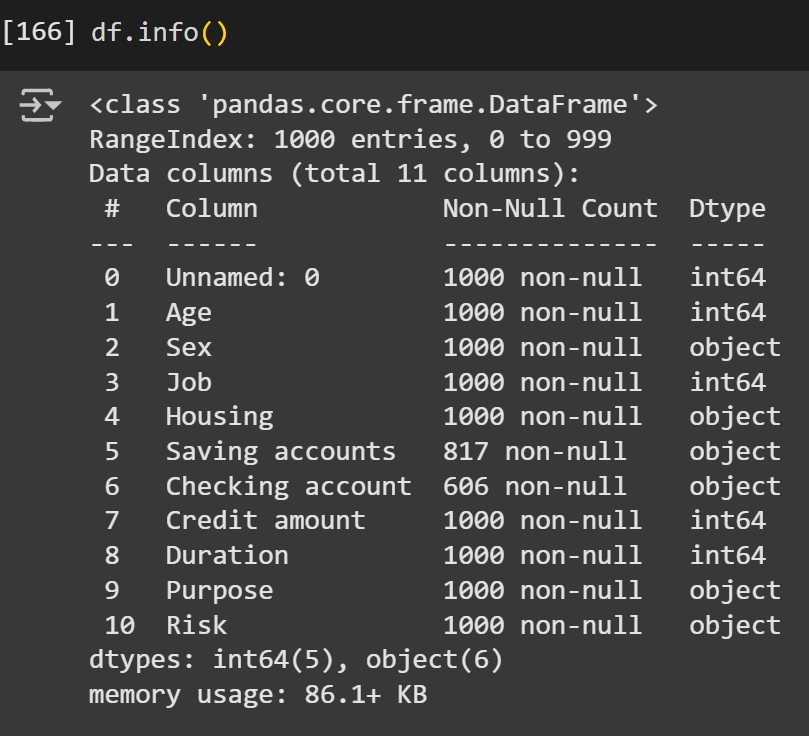 [166] df.info()
<class 'pandas.core.frame.DataFrame'>
RangeIndex: 1000 entries, 0 to 999
Data columns (total 11 columns):
 #   Column            Non-Null Count  Dtype
---  ------            --------------  -----
 0   Unnamed: 0        1000 non-null   int64
 1   Age               1000 non-null   int64
 2   Sex               1000 non-null   object
 3   Job               1000 non-null   int64
 4   Housing           1000 non-null   object
 5   Saving accounts   817 non-null    object
 6   Checking account  606 non-null    object
 7   Credit amount     1000 non-null   int64
 8   Duration          1000 non-null   int64
 9   Purpose           1000 non-null   object
 10  Risk              1000 non-null   object
dtypes: int64(5), object(6)
memory usage: 86.1+ KB